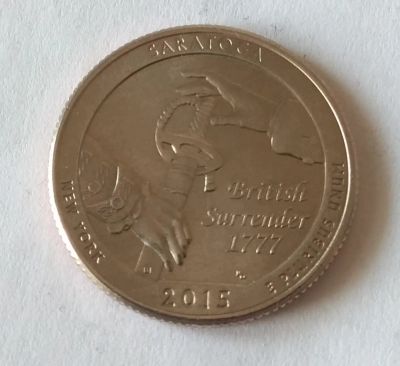 SARATOGA
British
Surrender
1777
NEW YORK
2015
E PLURIBUS UNUM